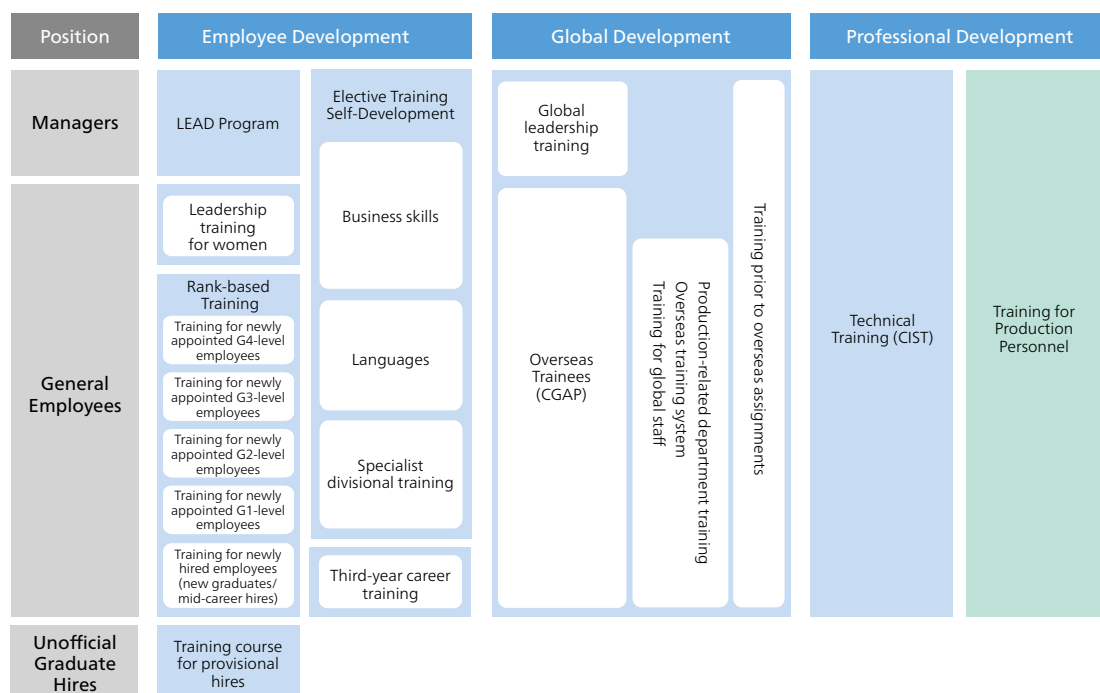 Position
Employee Development
Global Development
Professional Development
Managers
LEAD Program
Elective Training
Self-Development
Business skills
Languages
Specialist
divisional training
Global
leadership
training
Training prior to overseas assignments
Technical
Training (CIST)
Training for
Production
Personnel
General
Employees
Leadership
training
for women
Rank-based
Training
Training for newly
appointed G4-level
employees
Training for newly
appointed G3-level
employees
Training for newly
appointed G2-level
employees
Training for newly
appointed G1-level
employees
Training for newly
hired employees
(new graduates/
mid-career hires)
Third-year career
training
Overseas
Trainees
(CGAP)
Production-related department training
Overseas training system
Training for global staff
Unofficial
Graduate
Hires
Training course
for provisional
hires